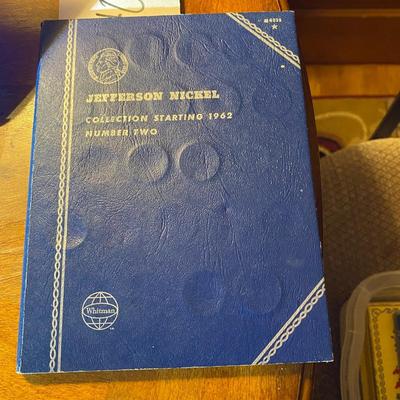 JEFFERSON NICKEL
COLLECTION STARTING 1962
NUMBER TWO
Whitman